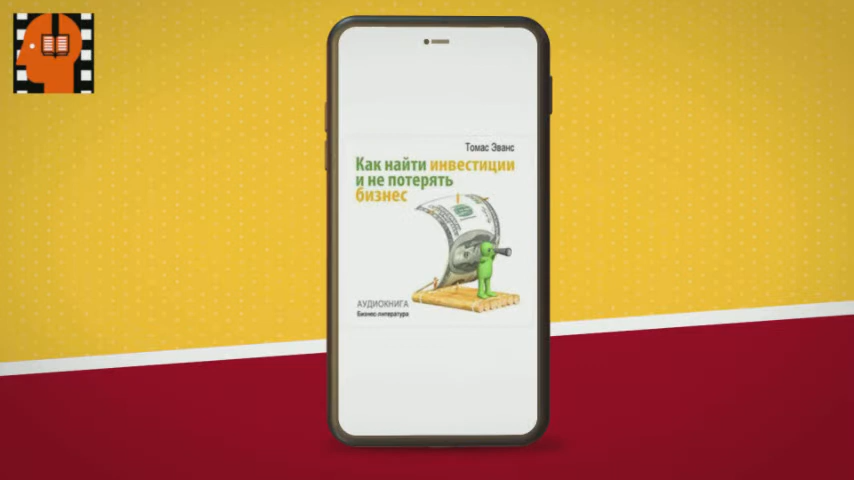 Томас Эванс
Как найти инвестиции
и не потерять
бизнес
АУДИОКНИГА
Бизнес литература